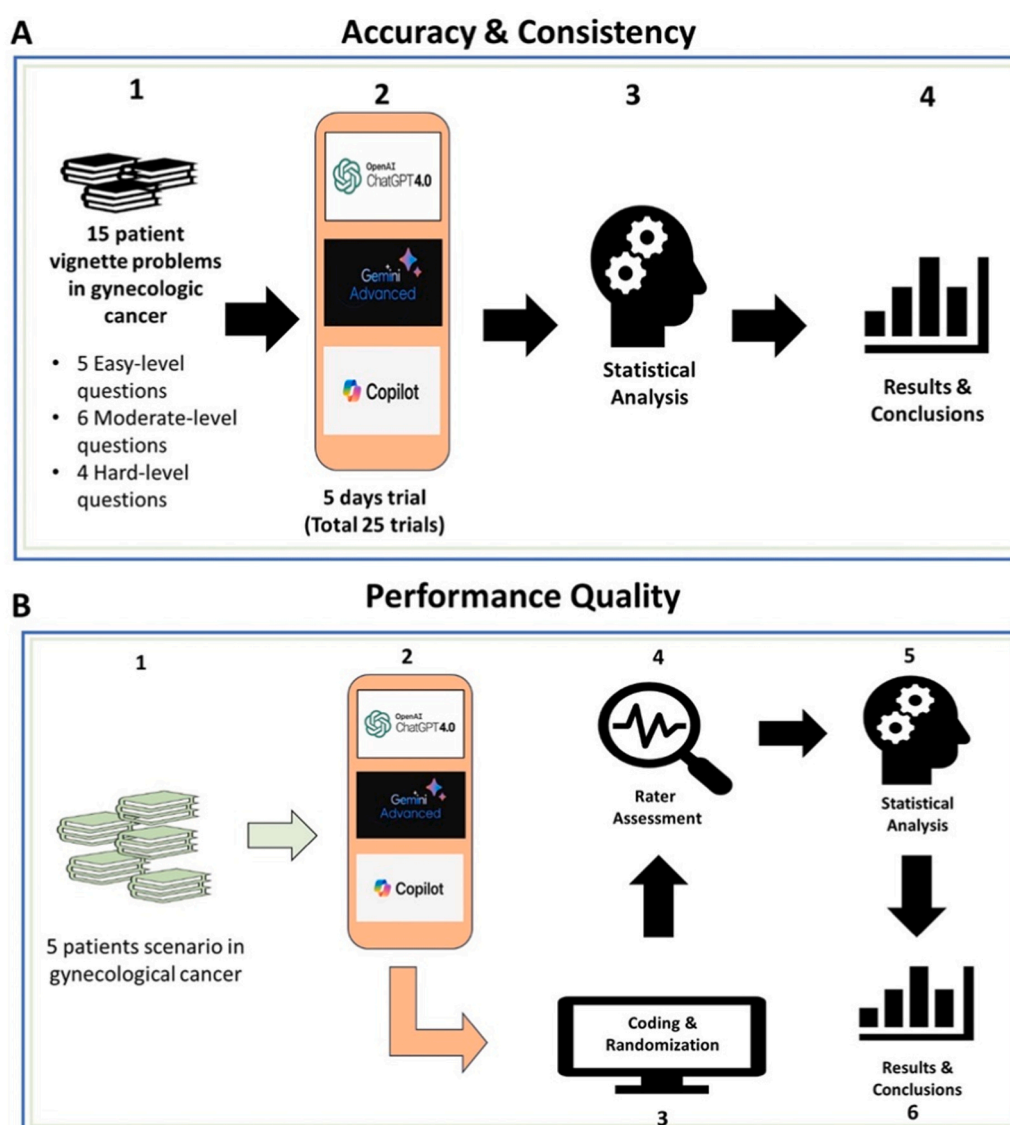 A
Accuracy & Consistency
1
2
3
4
15 patient
vignette problems
in gynecologic
cancer
• 5 Easy-level
questions
• 6 Moderate-level
questions
• 4 Hard-level
questions
OpenAI
ChatGPT4.0
Gemini
Advanced
Copilot
5 days trial
(Total 25 trials)
Statistical
Analysis
Results &
Conclusions
B
Performance Quality
1
5 patients scenario in
gynecological cancer
2
OpenAI
ChatGPT4.0
Gemini
Advanced
Copilot
Coding &
Randomization
3
4
Rater
Assessment
5
Statistical
Analysis
Results &
Conclusions
6